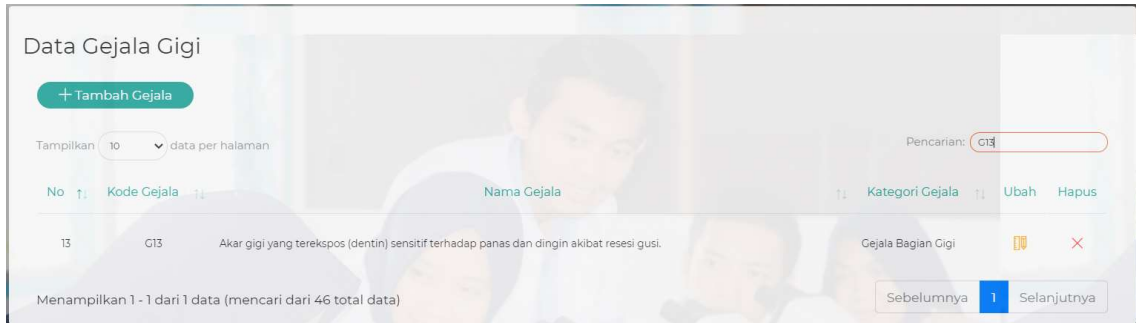 Data Gejala Gigi
+ Tambah Gejala
Tampilkan 10 data per halaman Pencarian: G13
No Kode Gejala Nama Gejala Kategori Gejala Ubah Hapus
13 G13 Akar gigi yang terekspos (dentin) sensitif terhadap panas dan dingin akibat resesi gusi. Gejala Bagian Gigi
Menampilkan 1 - 1 dari 1 data (mencari dari 46 total data) Sebelumnya 1 Selanjutnya